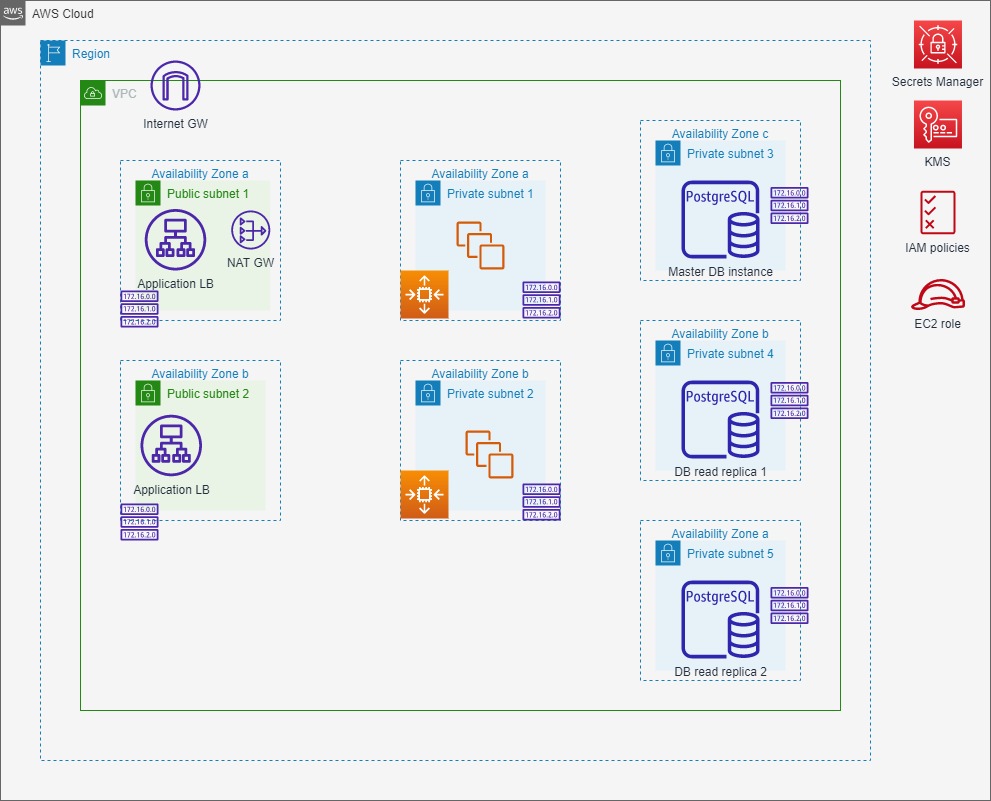 aws
AWS Cloud
Region
VPC
Internet GW
Availability Zone a
Public subnet 1
Application LB
NAT GW
172.16.0.0
172.16.1.0
172.16.2.0
Availability Zone b
Public subnet 2
Application LB
172.16.0.0
172.16.1.0
172.16.2.0
Availability Zone a
Private subnet 1
172.16.0.0
172.16.1.0
172.16.2.0
Availability Zone b
Private subnet 2
172.16.0.0
172.16.1.0
172.16.2.0
Availability Zone c
Private subnet 3
PostgreSQL
172.16.0.0
172.16.1.0
172.16.2.0
Master DB instance
Availability Zone b
Private subnet 4
PostgreSQL
172.16.0.0
172.16.1.0
172.16.2.0
DB read replica 1
Availability Zone a
Private subnet 5
PostgreSQL
172.16.0.0
172.16.1.0
172.16.2.0
DB read replica 2
Secrets Manager
KMS
IAM policies
EC2 role